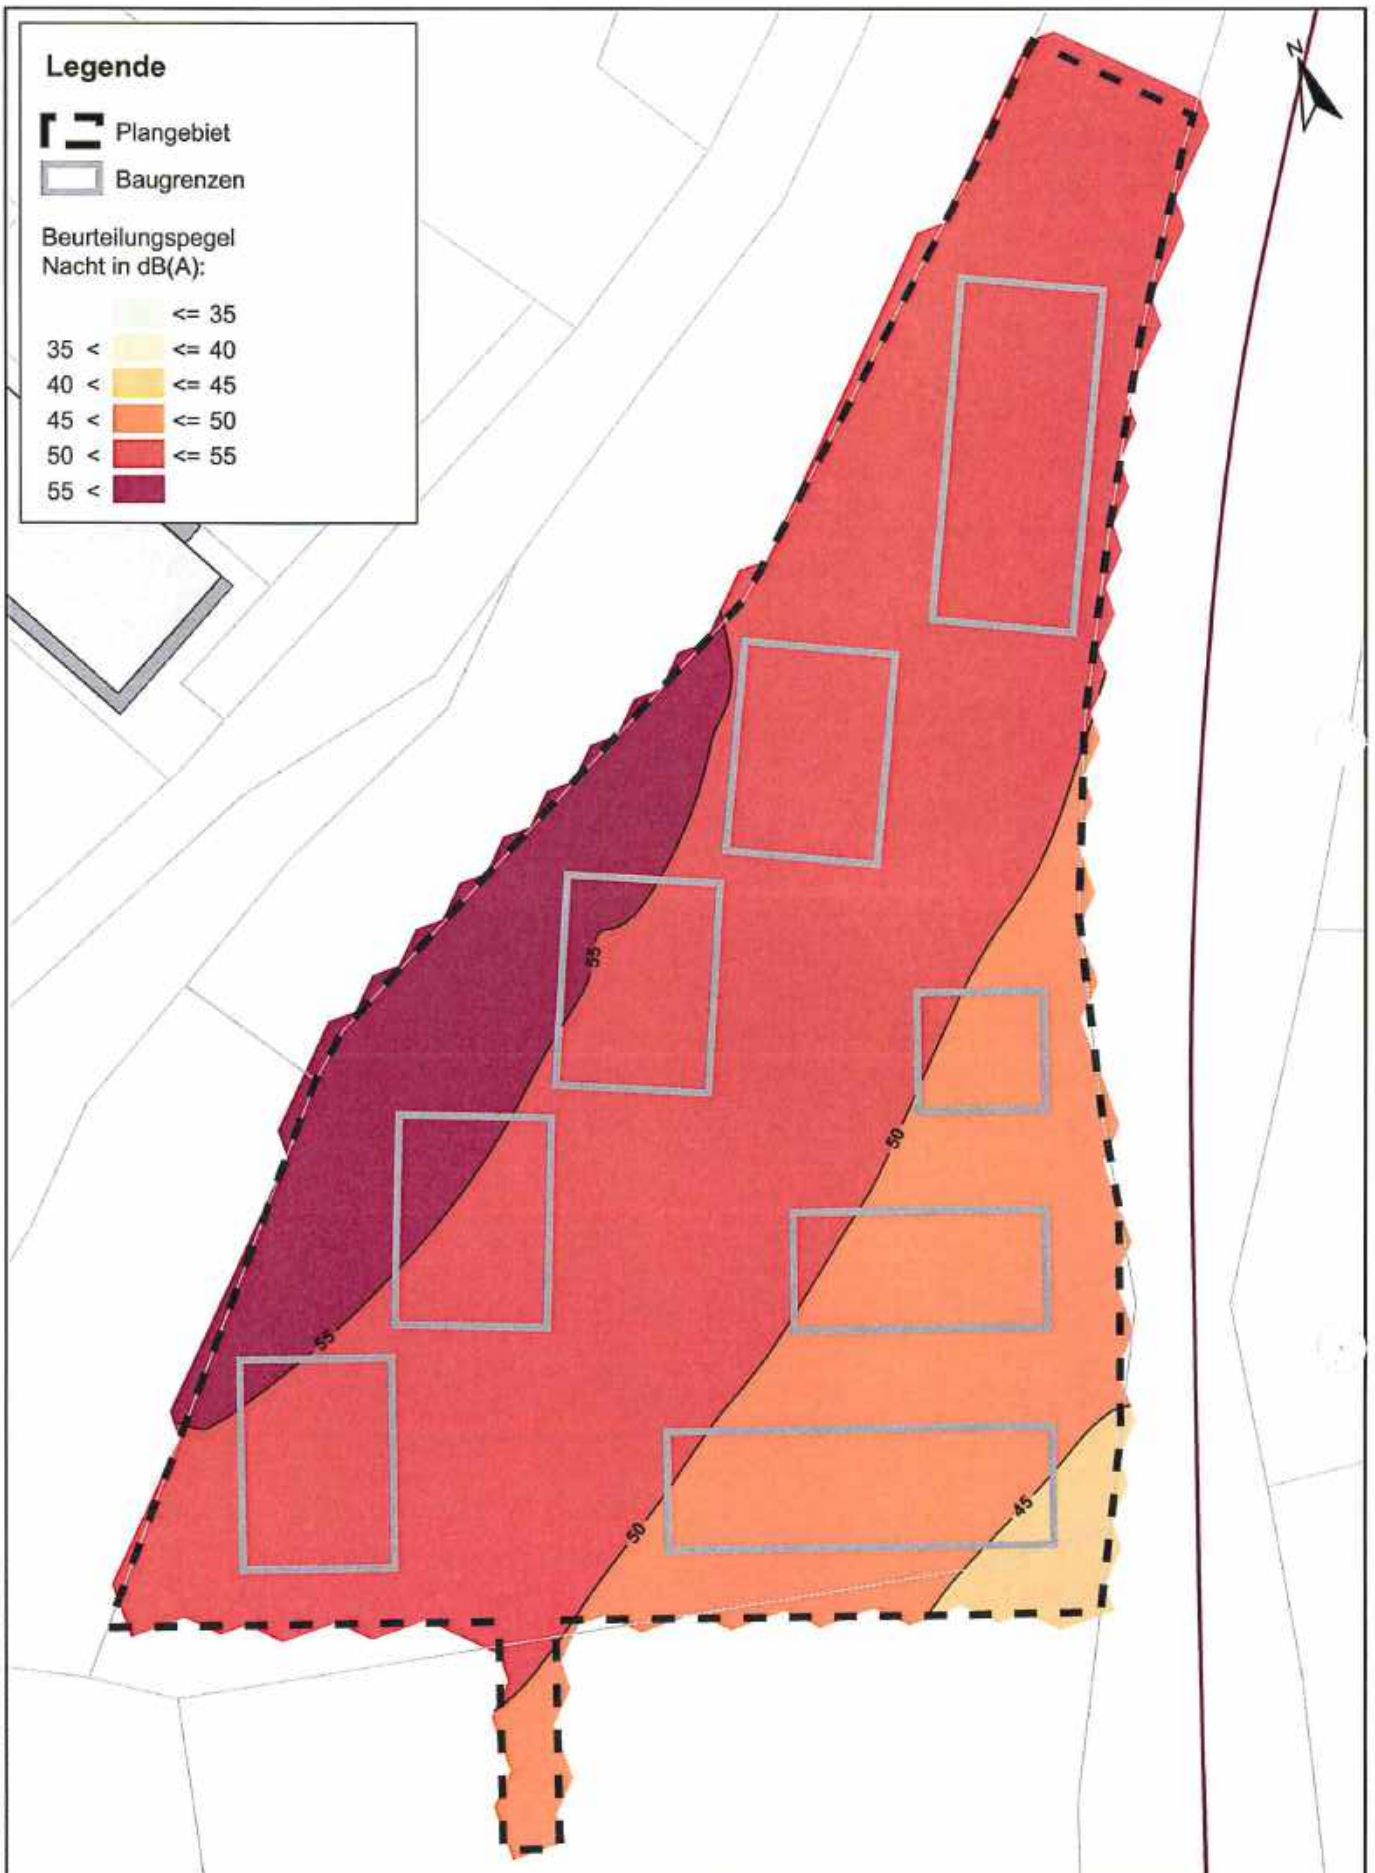 Legende
Plangebiet
Baugrenzen
Beurteilungspegel
Nacht in dB(A):
<= 35
35 < <= 40
40 < <= 45
45 < <= 50
50 < <= 55
55 <
N
55
50
55
45
50